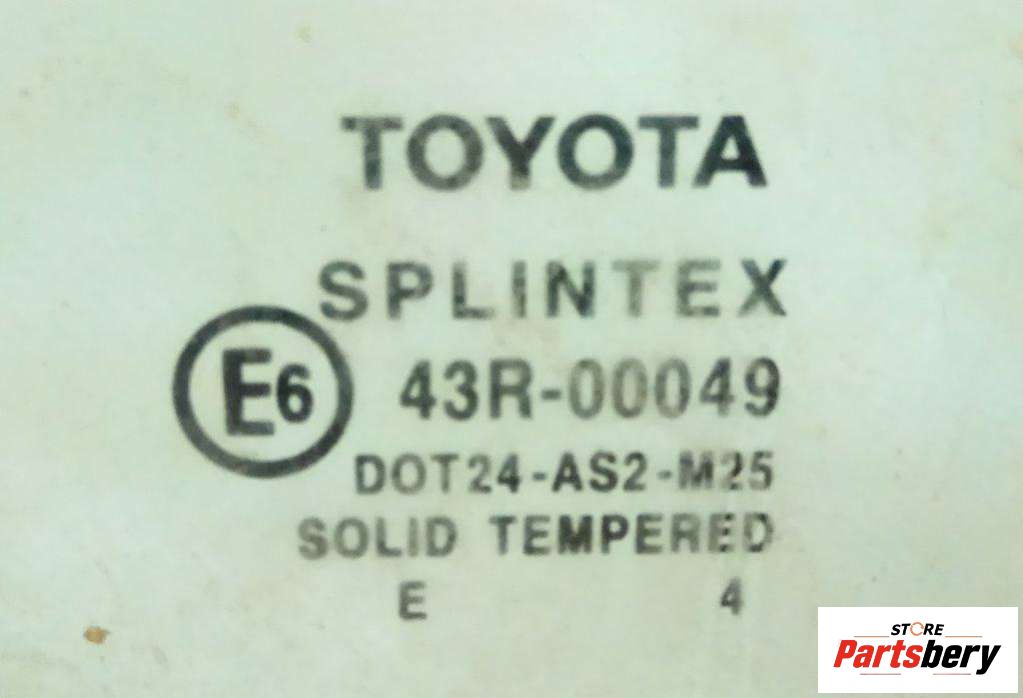 TOYOTA
SPLINTEX
E6 43R-00049
DOT24-AS2-M25
SOLID TEMPERED
E 4
STORE
Partsbery